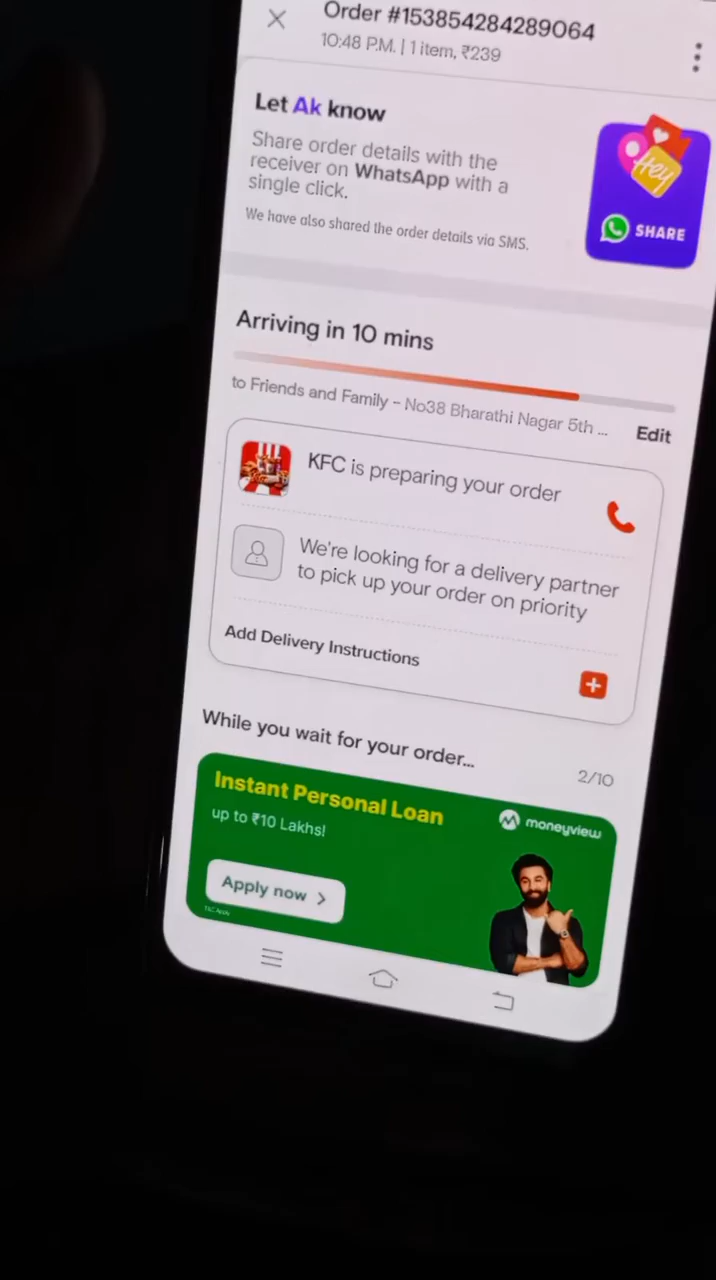 Order #153854284289064
10:48 P.M. | 1 item, ₹239
Let Ak know
Share order details with the
receiver on WhatsApp with a
single click.
We have also shared the order details via SMS.
Hey
SHARE
Arriving in 10 mins
to Friends and Family – No38 Bharathi Nagar 5th ...
Edit
KFC is preparing your order
We're looking for a delivery partner
to pick up your order on priority
Add Delivery Instructions
While you wait for your order...
2/10
Instant Personal Loan
up to ₹10 Lakhs!
moneyview
Apply now >
T&C Apply